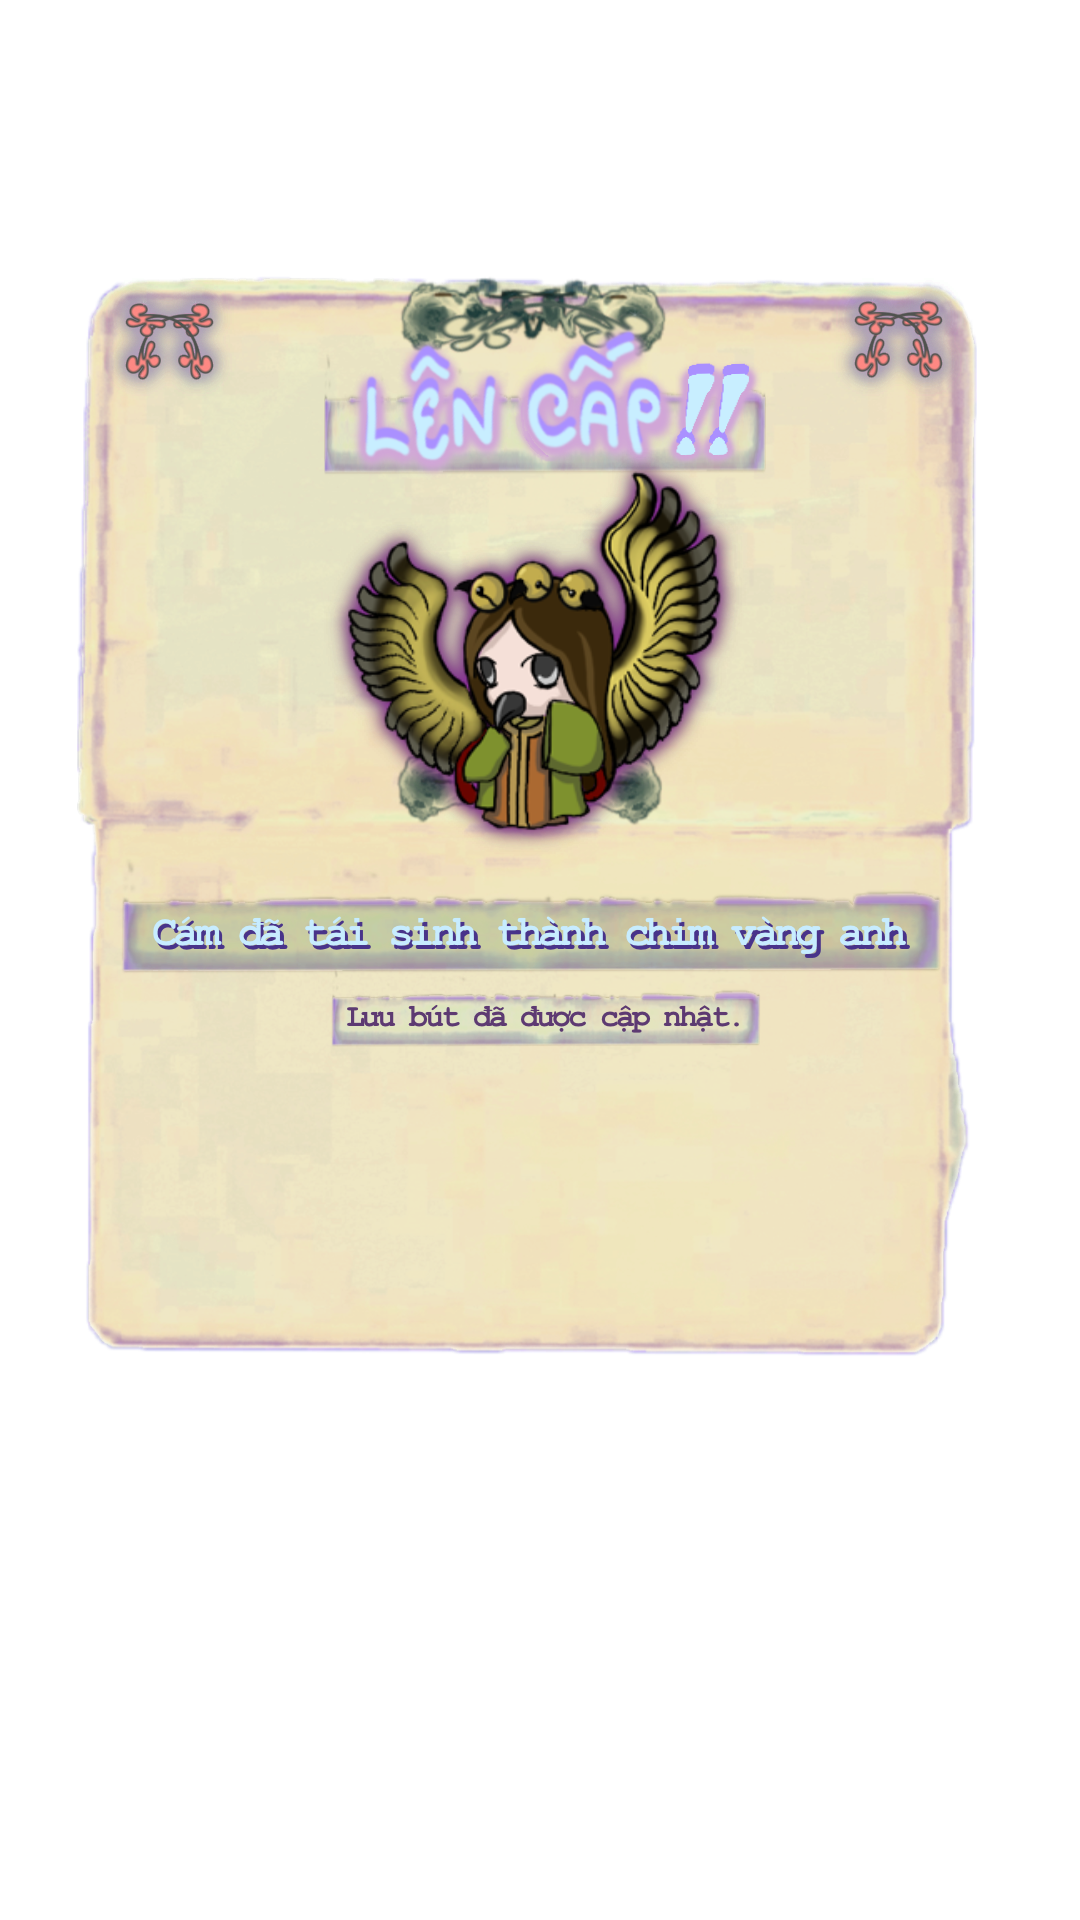 LÊN CẤP!!
Cám đã tái sinh thành chim vàng anh
Lưu bút đã được cập nhật.